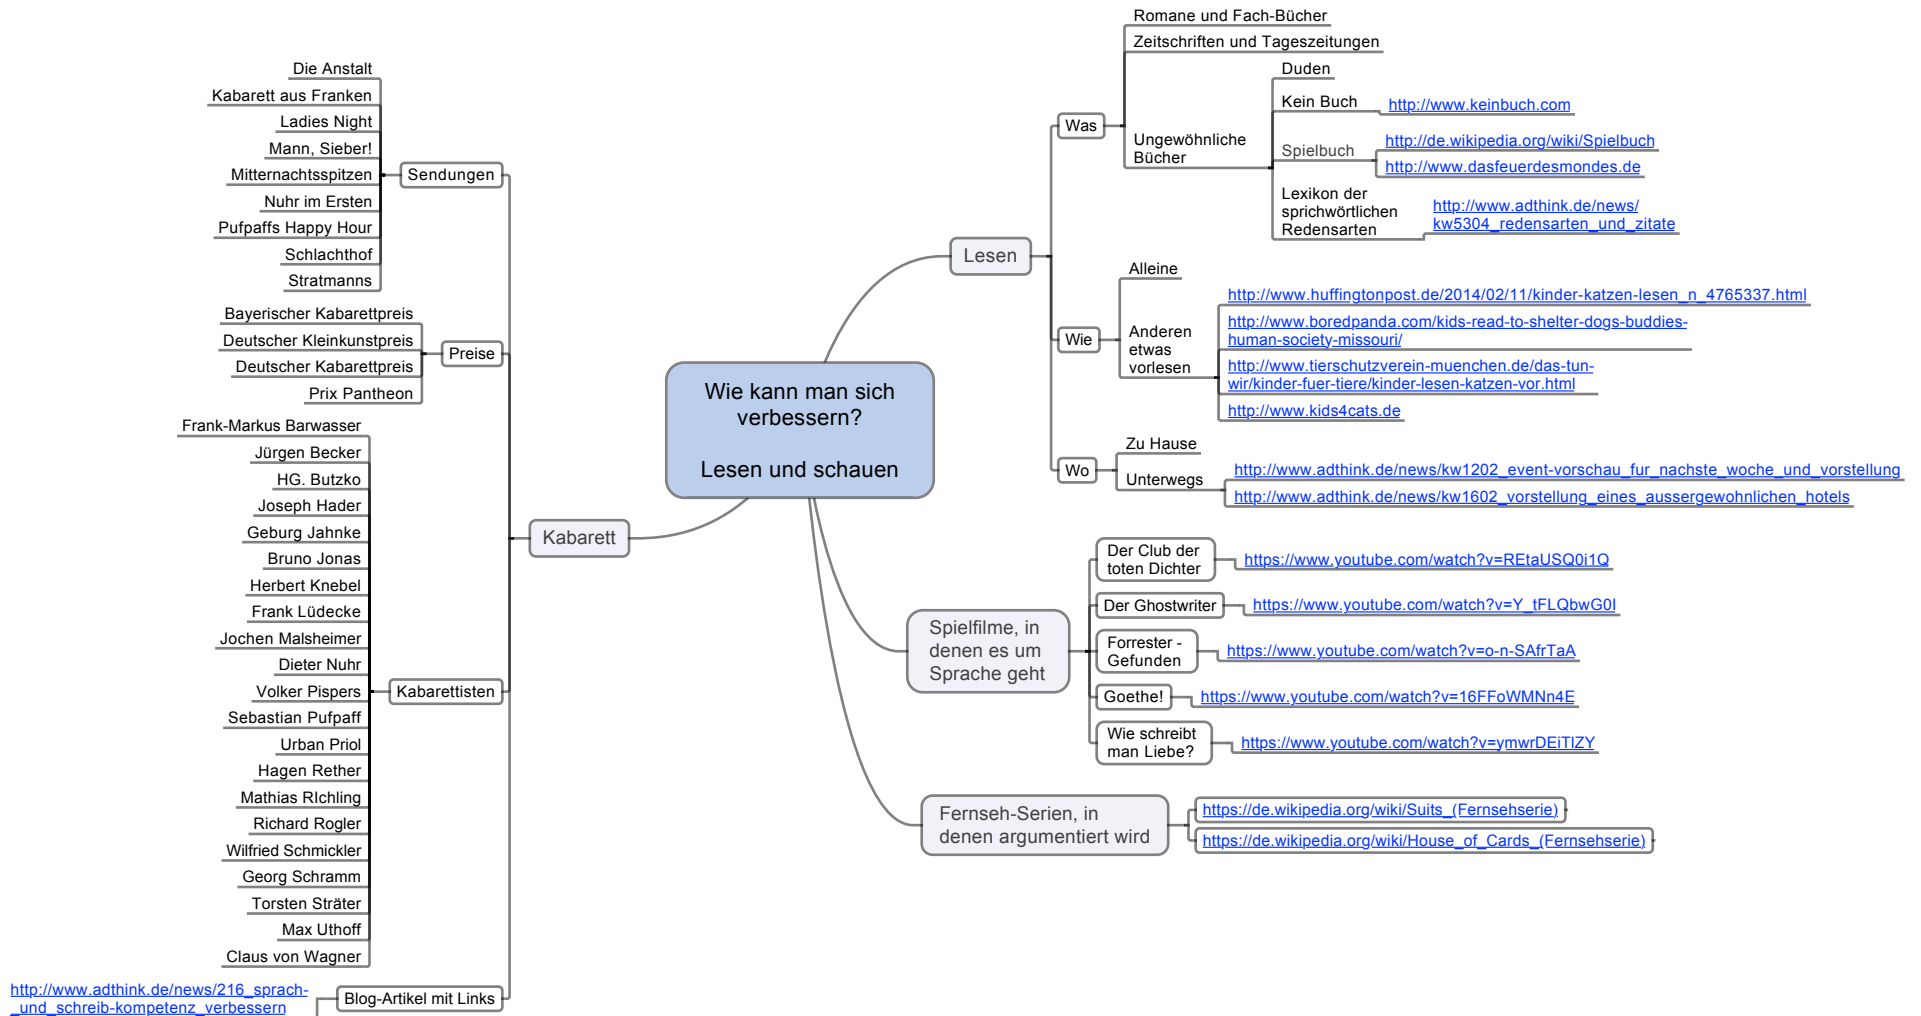 Wie kann man sich
verbessern?
Lesen und schauen
Lesen
Was
Romane und Fach-Bücher
Zeitschriften und Tageszeitungen
Ungewöhnliche
Bücher
Duden
Kein Buch
http://www.keinbuch.com
Spielbuch
http://de.wikipedia.org/wiki/Spielbuch
http://www.dasfeuerdesmondes.de
Lexikon der
sprichwörtlichen
Redensarten
http://www.adthink.de/news/
kw5304_redensarten_und_zitate
Wie
Alleine
Anderen
etwas
vorlesen
http://www.huffingtonpost.de/2014/02/11/kinder-katzen-lesen_n_4765337.html
http://www.boredpanda.com/kids-read-to-shelter-dogs-buddies-
human-society-missouri/
http://www.tierschutzverein-muenchen.de/das-tun-
wir/kinder-fuer-tiere/kinder-lesen-katzen-vor.html
http://www.kids4cats.de
Wo
Zu Hause
Unterwegs
http://www.adthink.de/news/kw1202_event-vorschau_fur_nachste_woche_und_vorstellung
http://www.adthink.de/news/kw1602_vorstellung_eines_aussergewohnlichen_hotels
Spielfilme, in
denen es um
Sprache geht
Der Club der
toten Dichter
https://www.youtube.com/watch?v=REtaUSQ0i1Q
Der Ghostwriter
https://www.youtube.com/watch?v=Y_tFLQbwG0I
Forrester -
Gefunden
https://www.youtube.com/watch?v=o-n-SAfrTaA
Goethe!
https://www.youtube.com/watch?v=16FFoWMNn4E
Wie schreibt
man Liebe?
https://www.youtube.com/watch?v=ymwrDEiTlZY
Fernseh-Serien, in
denen argumentiert wird
https://de.wikipedia.org/wiki/Suits_(Fernsehserie)
https://de.wikipedia.org/wiki/House_of_Cards_(Fernsehserie)
Kabarett
Sendungen
Die Anstalt
Kabarett aus Franken
Ladies Night
Mann, Sieber!
Mitternachtsspitzen
Nuhr im Ersten
Pufpaffs Happy Hour
Schlachthof
Stratmanns
Preise
Bayerischer Kabarettpreis
Deutscher Kleinkunstpreis
Deutscher Kabarettpreis
Prix Pantheon
Kabarettisten
Frank-Markus Barwasser
Jürgen Becker
HG. Butzko
Joseph Hader
Geburg Jahnke
Bruno Jonas
Herbert Knebel
Frank Lüdecke
Jochen Malsheimer
Dieter Nuhr
Volker Pispers
Sebastian Pufpaff
Urban Priol
Hagen Rether
Mathias RIchling
Richard Rogler
Wilfried Schmickler
Georg Schramm
Torsten Sträter
Max Uthoff
Claus von Wagner
Blog-Artikel mit Links
http://www.adthink.de/news/216_sprach-
_und_schreib-kompetenz_verbessern